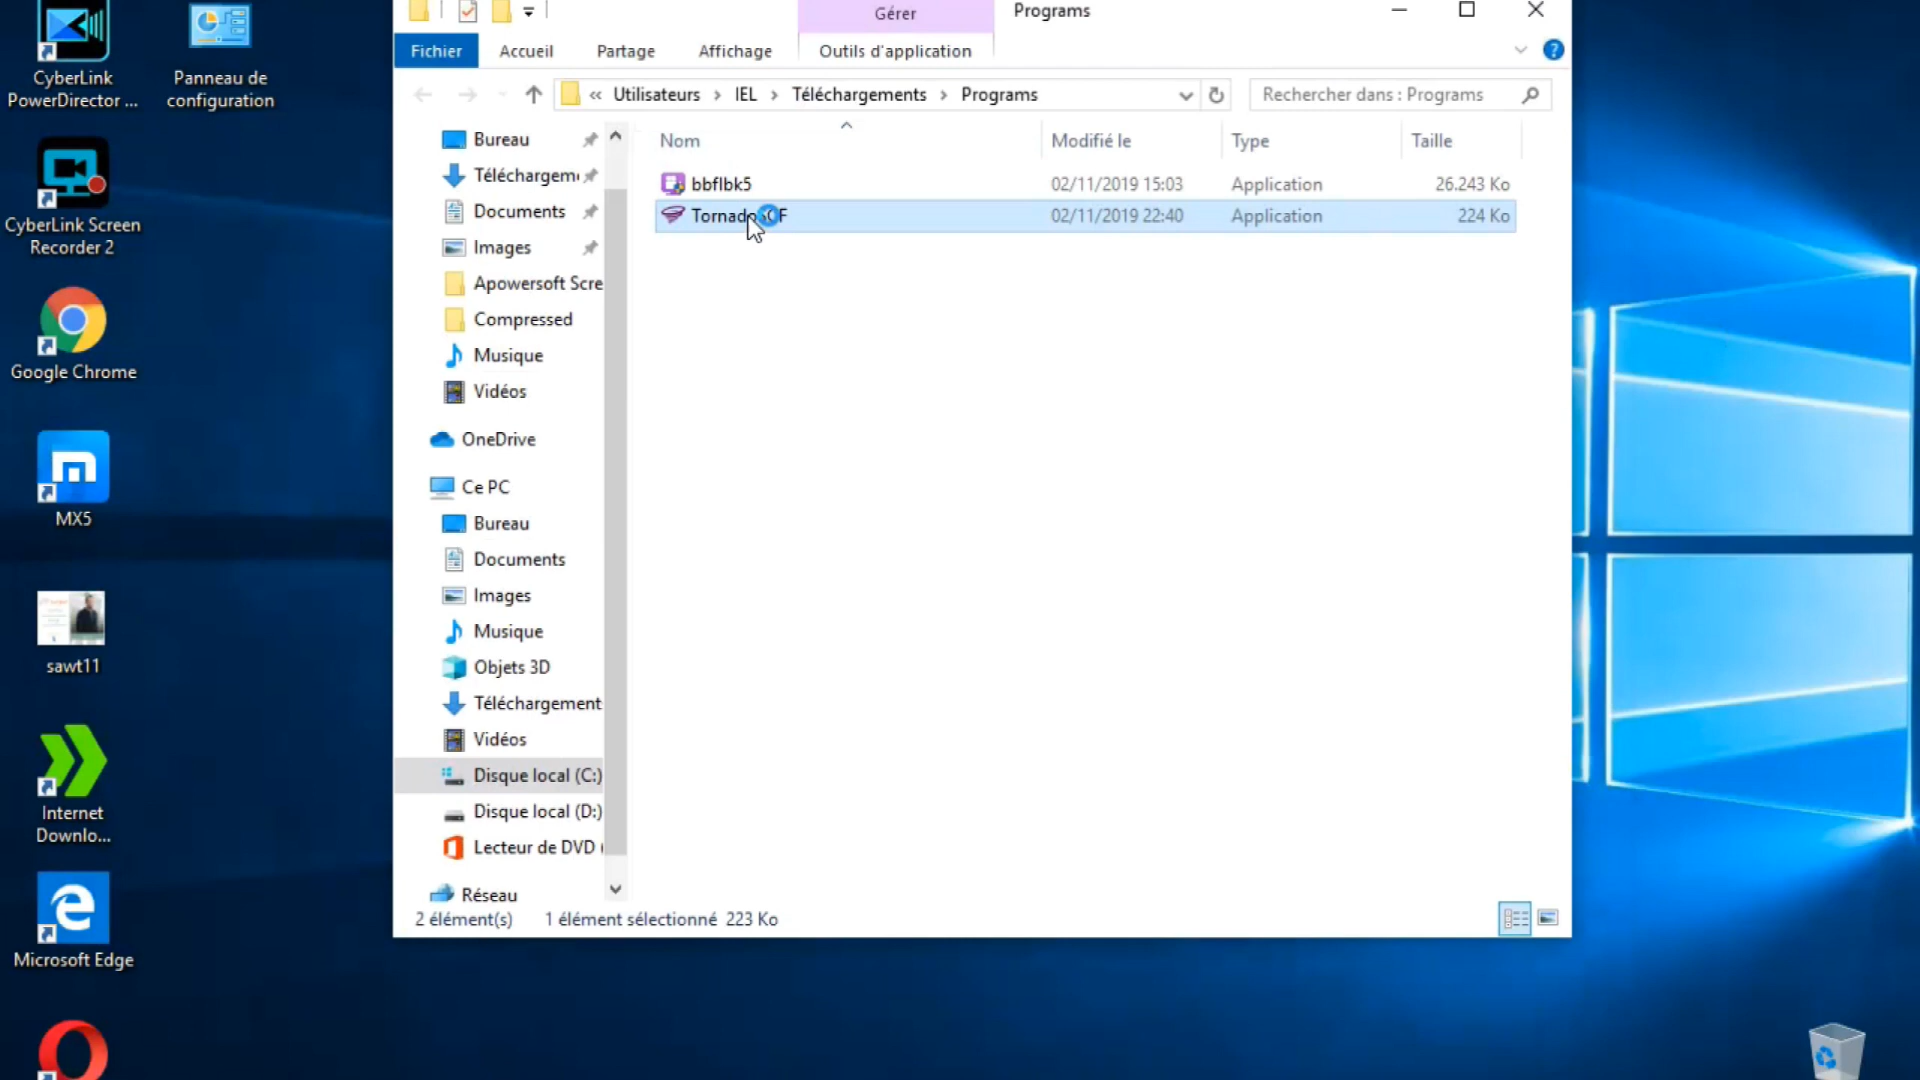 CyberLink
PowerDirector ...
Panneau de
configuration
CyberLink Screen
Recorder 2
Google Chrome
MX5
sawt11
Internet
Downlo...
Microsoft Edge
Gérer
Programs
Fichier
Accueil
Partage
Affichage
Outils d'application
« Utilisateurs > IEL > Téléchargements > Programs
Rechercher dans : Programs
Bureau
Téléchargem
Documents
Images
Apowersoft Scre
Compressed
Musique
Vidéos
OneDrive
Ce PC
Bureau
Documents
Images
Musique
Objets 3D
Téléchargement
Vidéos
Disque local (C:)
Disque local (D:)
Lecteur de DVD (
Réseau
Nom Modifié le Type Taille
bbflbk5 02/11/2019 15:03 Application 26.243 Ko
02/11/2019 22:40 Application 224 Ko
2 élément(s) 1 élément sélectionné 223 Ko